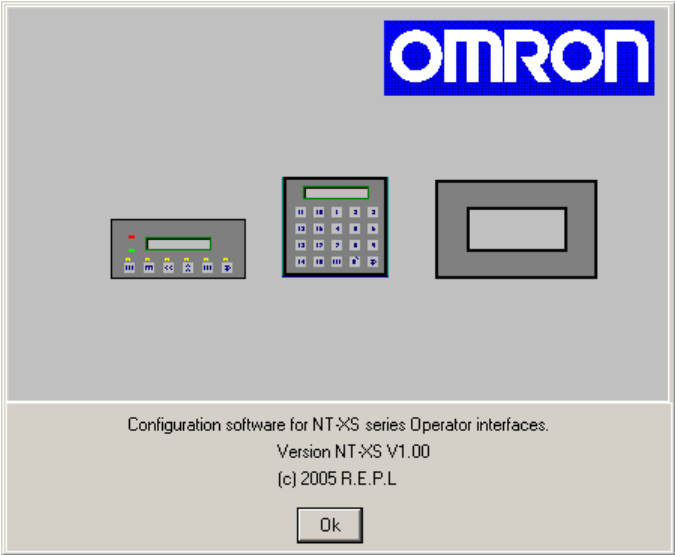 OMRON
Configuration software for NT-XS series Operator interfaces.
Version NT-XS V1.00
(c) 2005 R.E.P.L
Ok